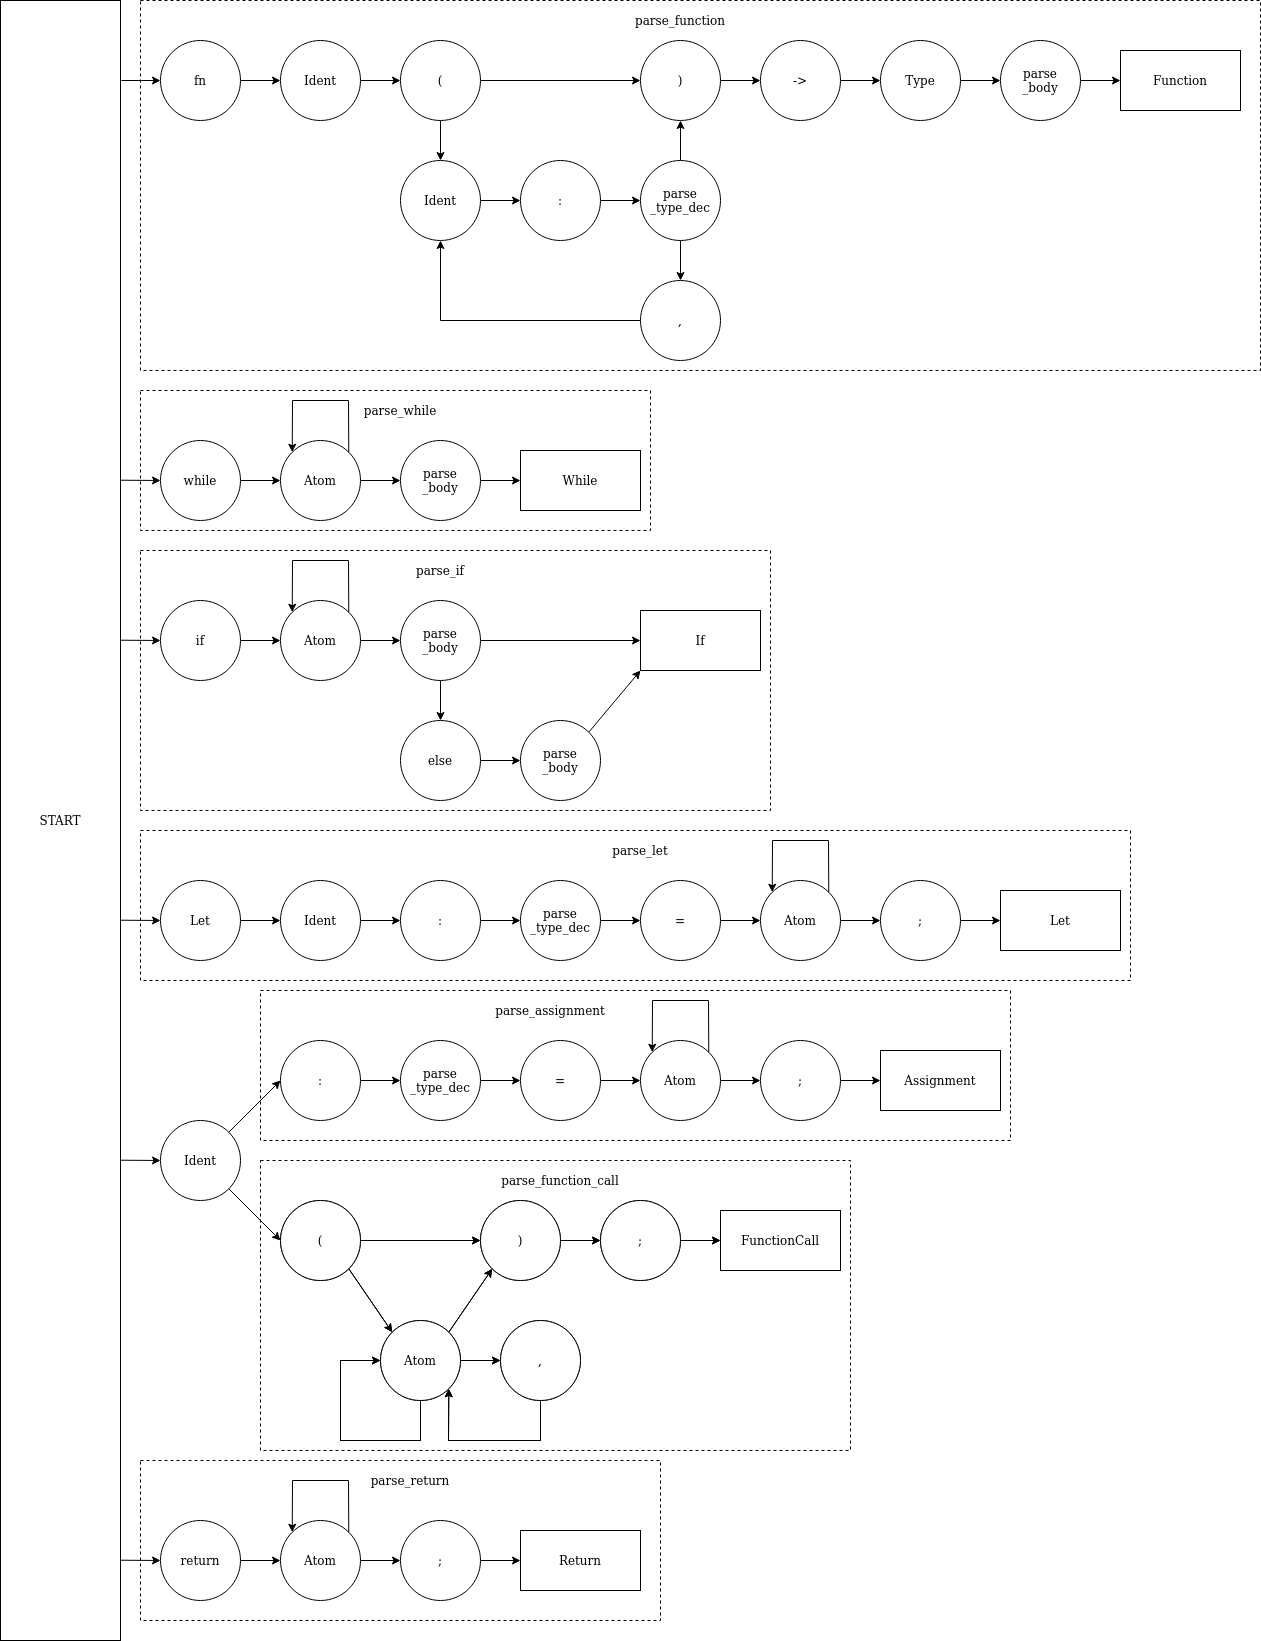 parse_function
fn
Ident
(
)
->
Type
parse
_body
Function
Ident
:
parse
_type_dec
,
parse_while
while
Atom
parse
_body
While
parse_if
if
Atom
parse
_body
If
else
parse
_body
START
parse_let
Let
Ident
:
parse
_type_dec
=
Atom
;
Let
parse_assignment
:
parse
_type_dec
=
Atom
;
Assignment
Ident
parse_function_call
(
)
;
FunctionCall
Atom
,
parse_return
return
Atom
;
Return